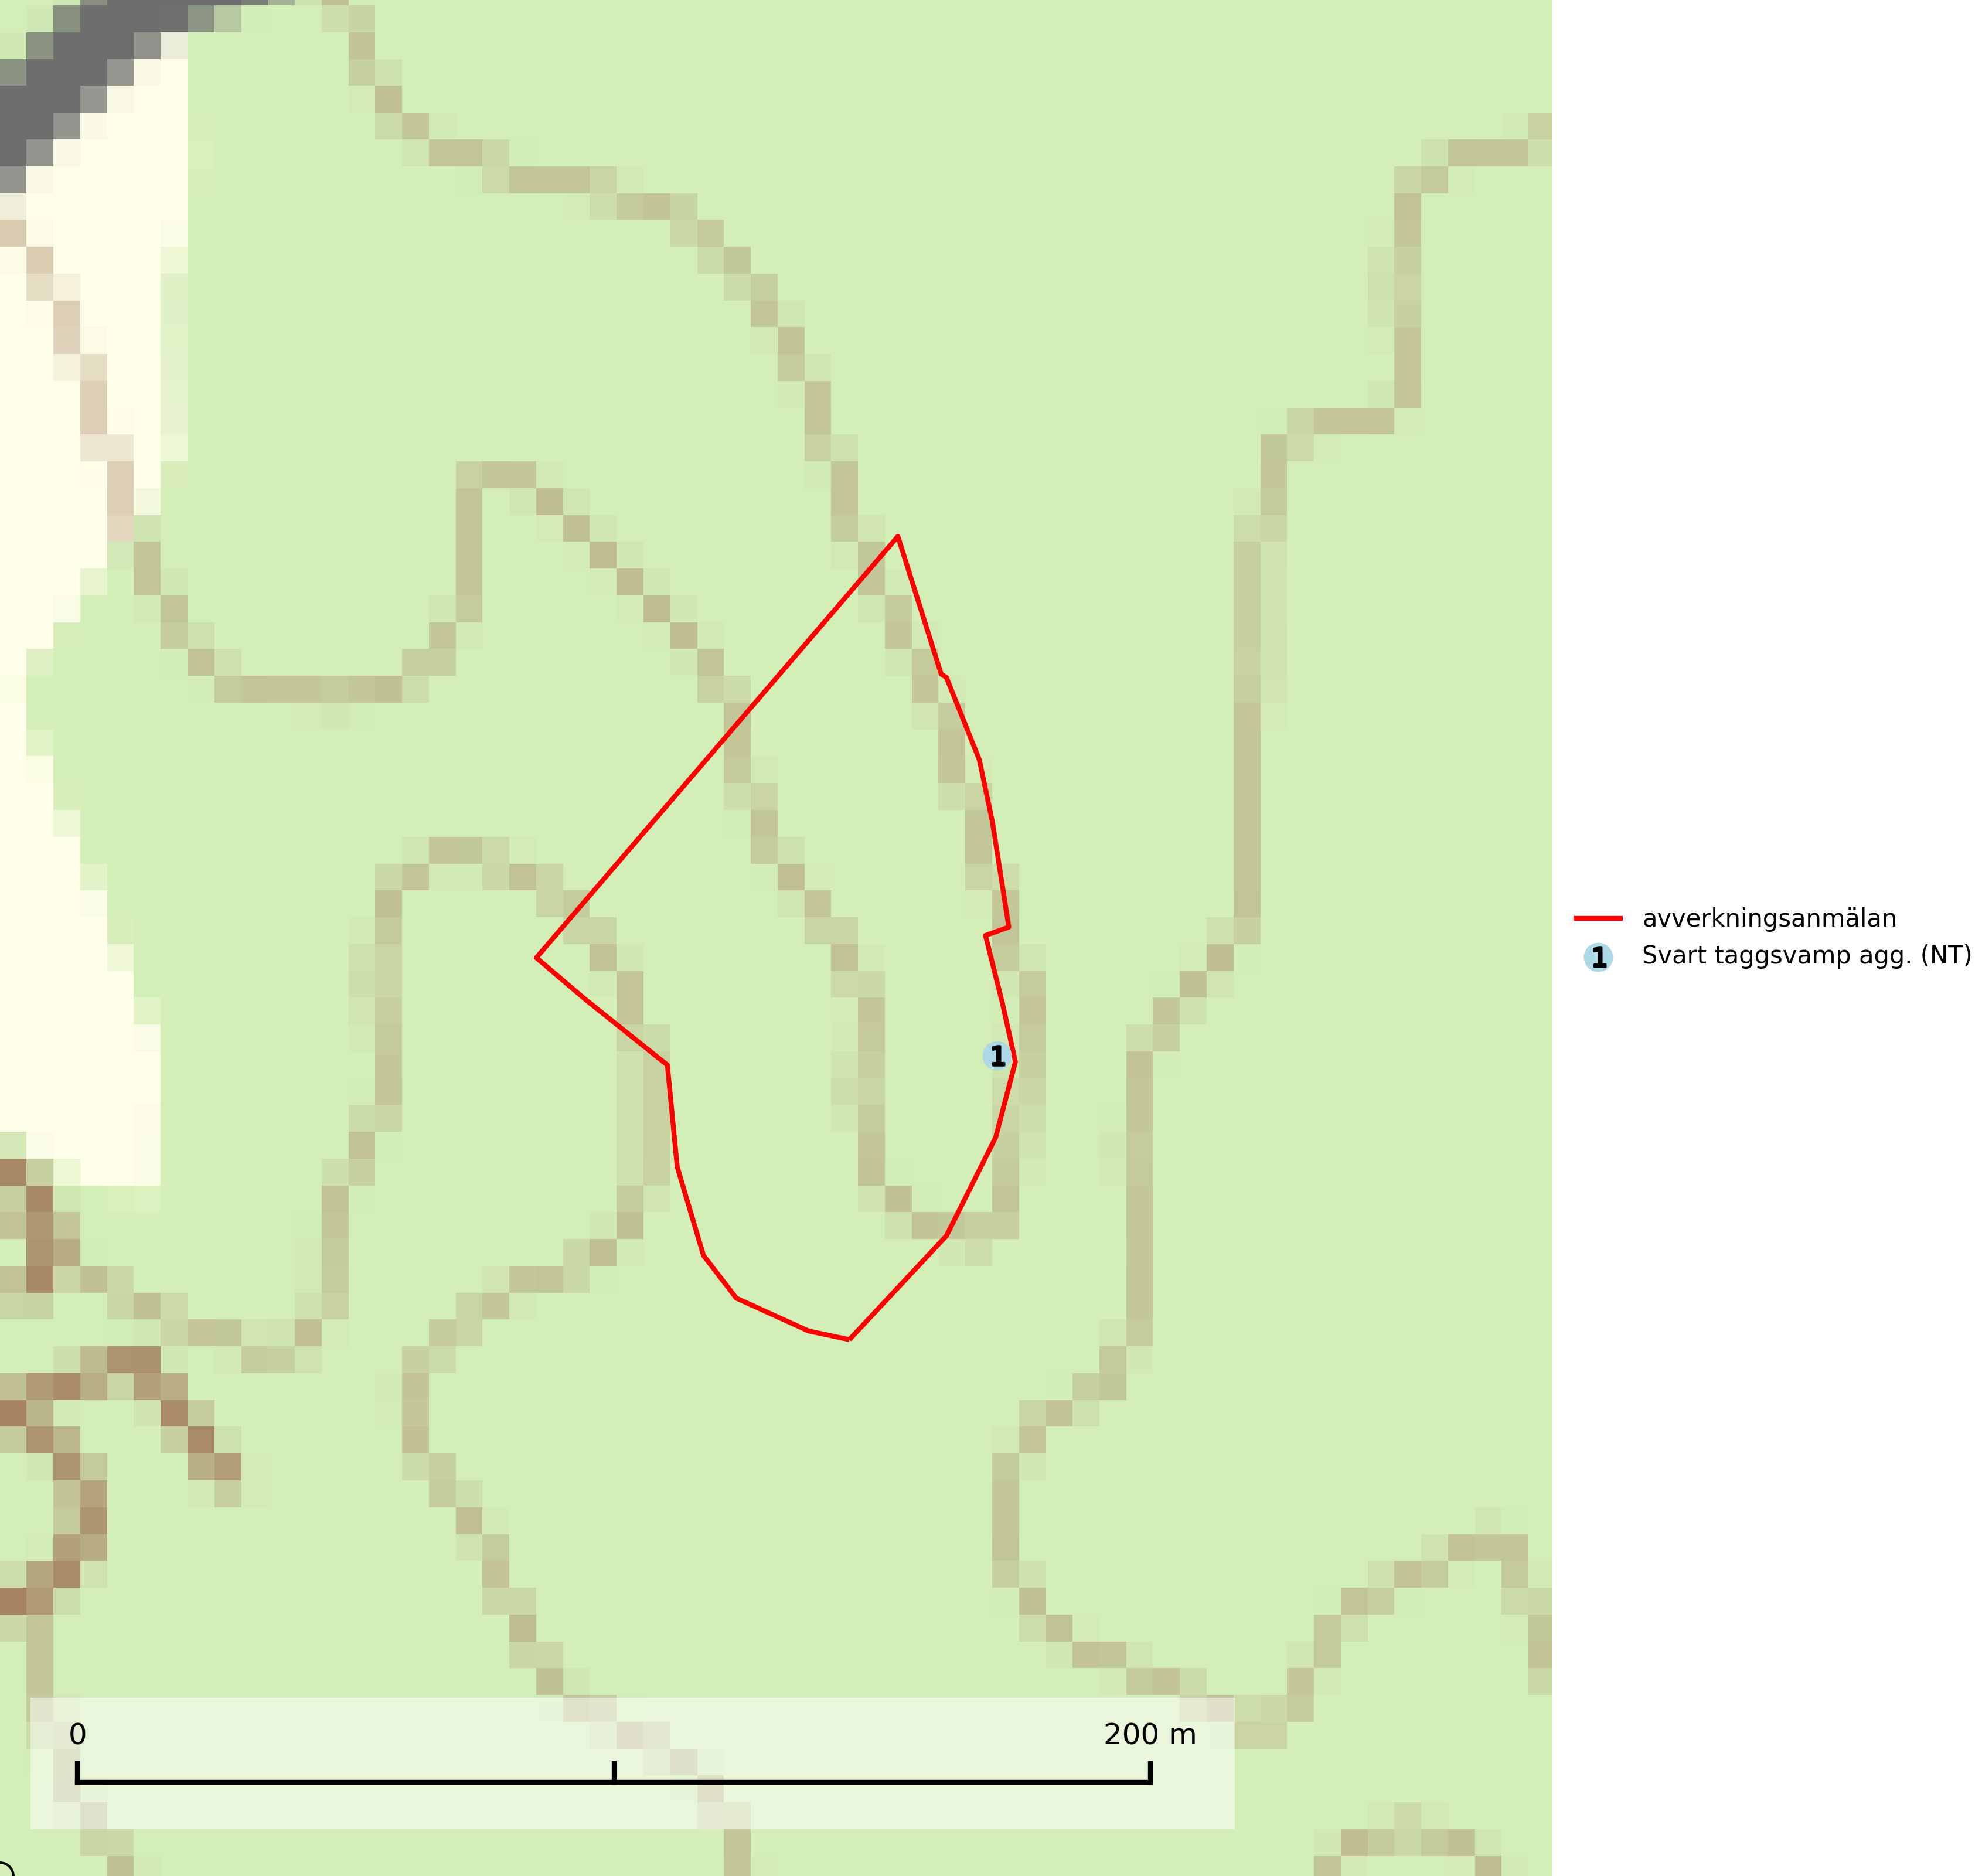 avverkningsanmälan
1 Svart taggsvamp agg. (NT)
1
0 200 m